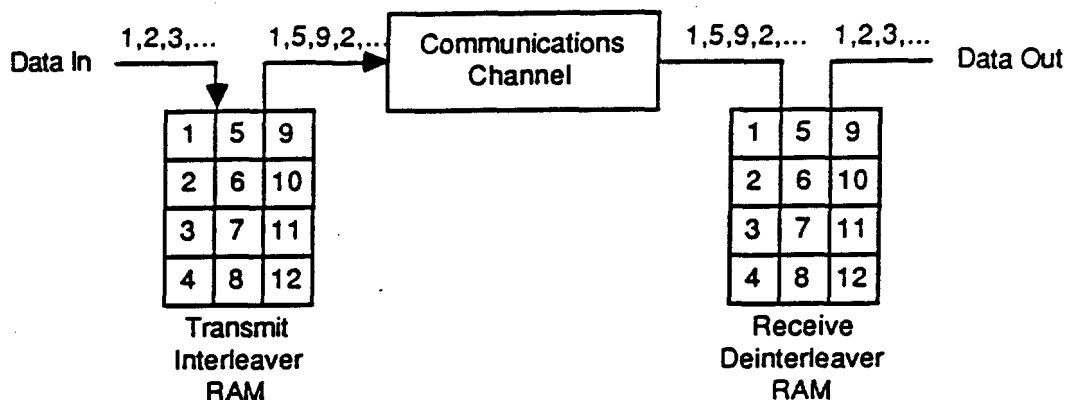 1,2,3,...
1,5,9,2,...
Communications
Channel
1,5,9,2,...
1,2,3,...
Data In
Data Out
1 5 9
2 6 10
3 7 11
4 8 12
Transmit
Interleaver
RAM
1 5 9
2 6 10
3 7 11
4 8 12
Receive
Deinterleaver
RAM